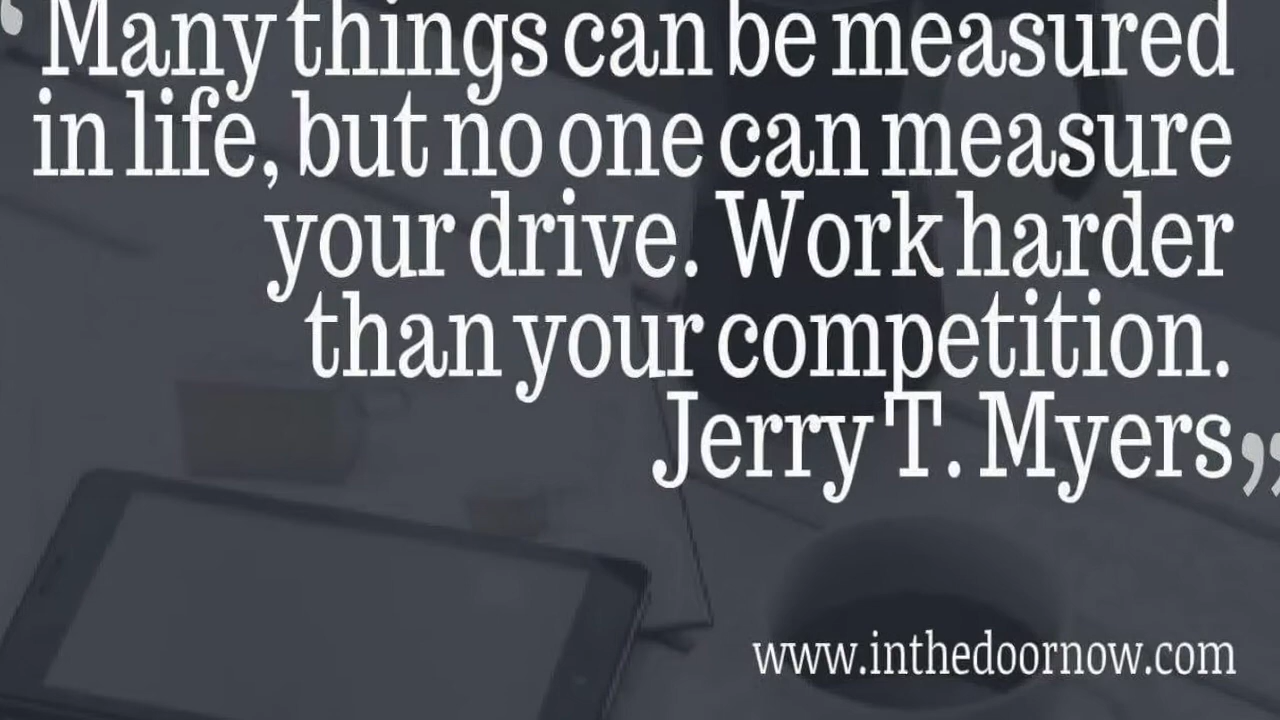 ‘Many things can be measured
in life, but no one can measure
your drive. Work harder
than your competition.
Jerry T. Myers”
www.inthedoornow.com